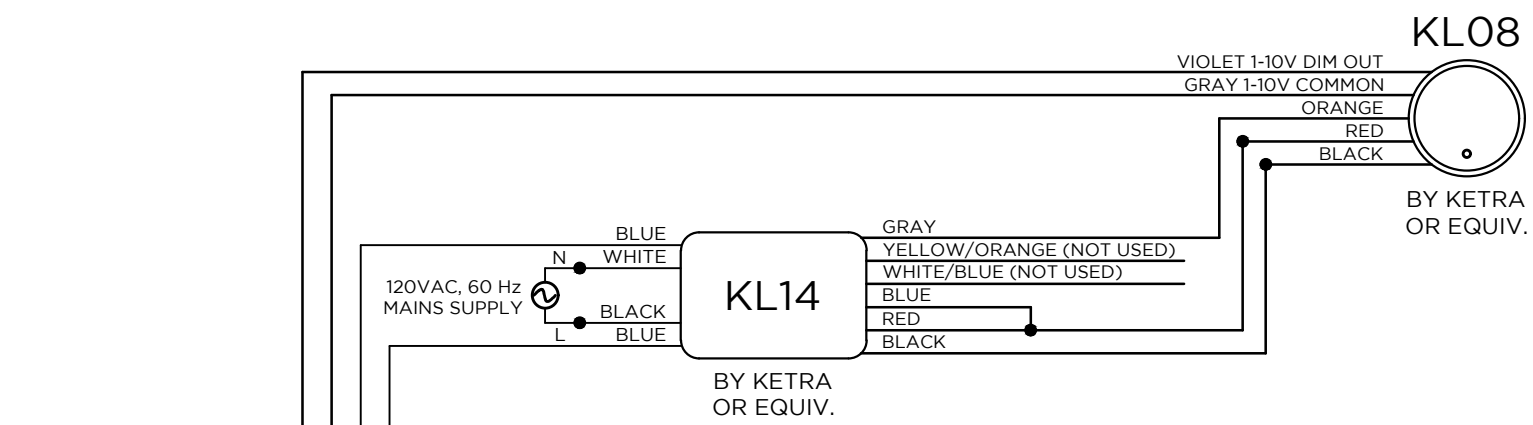 KL08
VIOLET 1-10V DIM OUT
GRAY 1-10V COMMON
ORANGE
RED
BLACK
BY KETRA
OR EQUIV.
BLUE
N WHITE
120VAC, 60 Hz
MAINS SUPPLY
BLACK
L BLUE
KL14
GRAY
YELLOW/ORANGE (NOT USED)
WHITE/BLUE (NOT USED)
BLUE
RED
BLACK
BY KETRA
OR EQUIV.